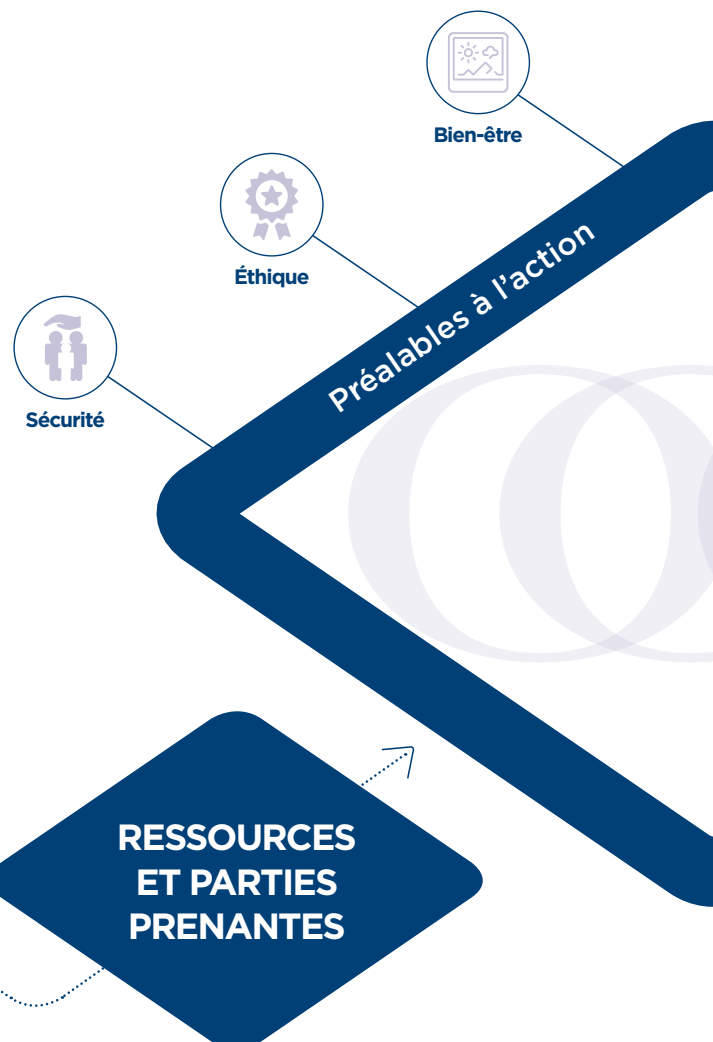 Bien-être
Éthique
Sécurité
Préalables à l’action
RESSOURCES
ET PARTIES
PRENANTES